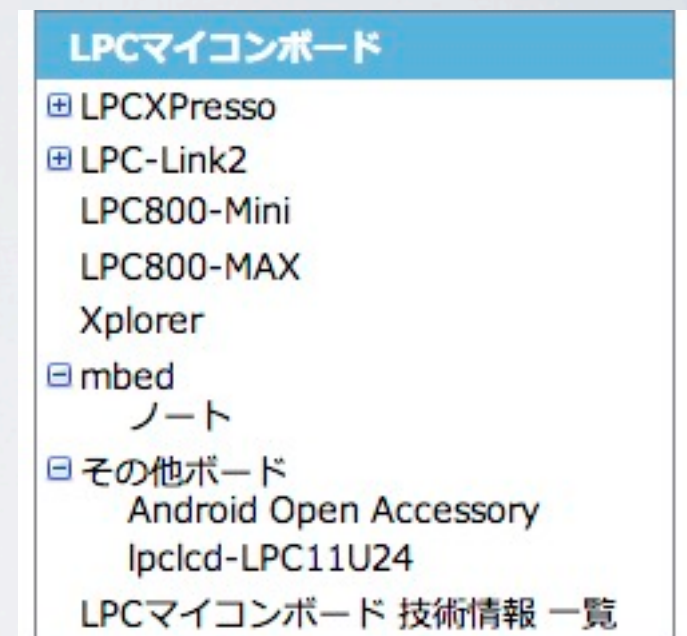 LPCマイコンボード
LPCXPresso
LPC-Link2
LPC800-Mini
LPC800-MAX
Xplorer
mbed
ノート
その他ボード
Android Open Accessory
lpclcd-LPC11U24
LPCマイコンボード 技術情報 一覧